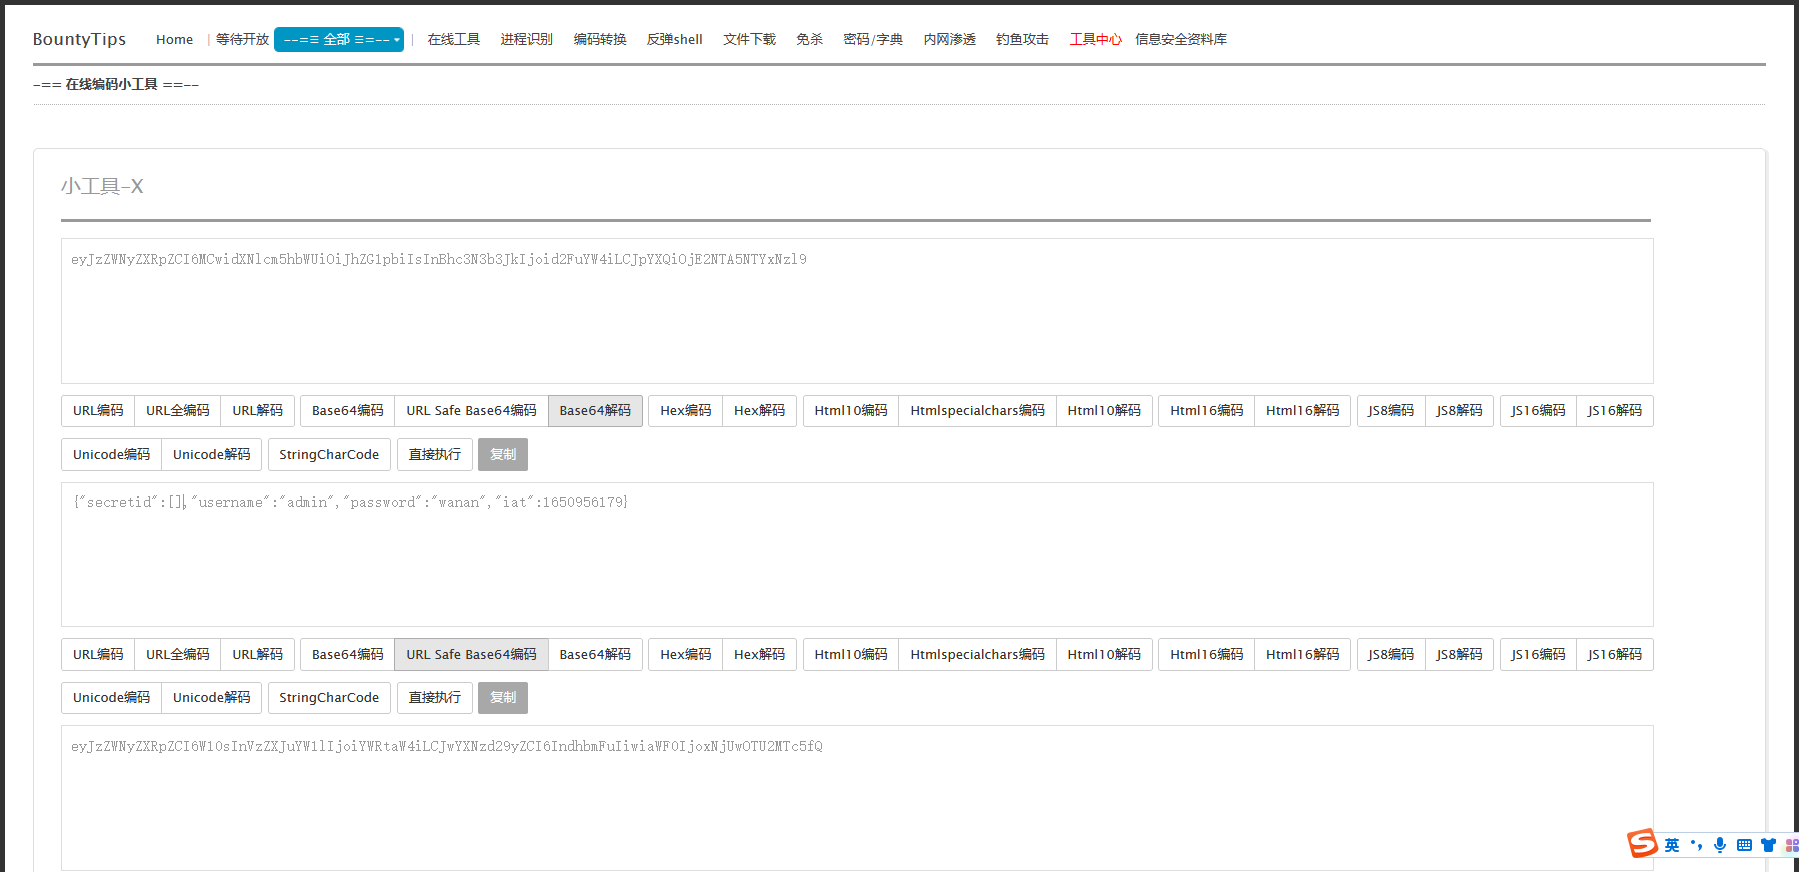 BountyTips Home | 等待开放 --=≡ 全部 ≡=-- | 在线工具 进程识别 编码转换 反弹shell 文件下载 免杀 密码/字典 内网渗透 钓鱼攻击 工具中心 信息安全资料库
-== 在线编码小工具 ==--
小工具-X
eyJzZWNyZXRpZCI6MCwidXNlcm5hbWUiOiJhZG1pbiIsInBhc3N3b3JkIjoid2FuYW4iLCJpYXQiOjE2NTA5NTYxNzl9
URL编码 URL全编码 URL解码 Base64编码 URL Safe Base64编码 Base64解码 Hex编码 Hex解码 Html10编码 Htmlspecialchars编码 Html10解码 Html16编码 Html16解码 JS8编码 JS8解码 JS16编码 JS16解码
Unicode编码 Unicode解码 StringCharCode 直接执行 复制
{"secretid":[],"username":"admin","password":"wanan","iat":1650956179}
URL编码 URL全编码 URL解码 Base64编码 URL Safe Base64编码 Base64解码 Hex编码 Hex解码 Html10编码 Htmlspecialchars编码 Html10解码 Html16编码 Html16解码 JS8编码 JS8解码 JS16编码 JS16解码
Unicode编码 Unicode解码 StringCharCode 直接执行 复制
eyJzZWNyZXRpZCI6W10sInVzZXJuYW1lIjoiYWRtaW4iLCJwYXNzd29yZCI6IndhbmFuIiwiaWF0IjoxNjUwOTU2MTc5fQ
英